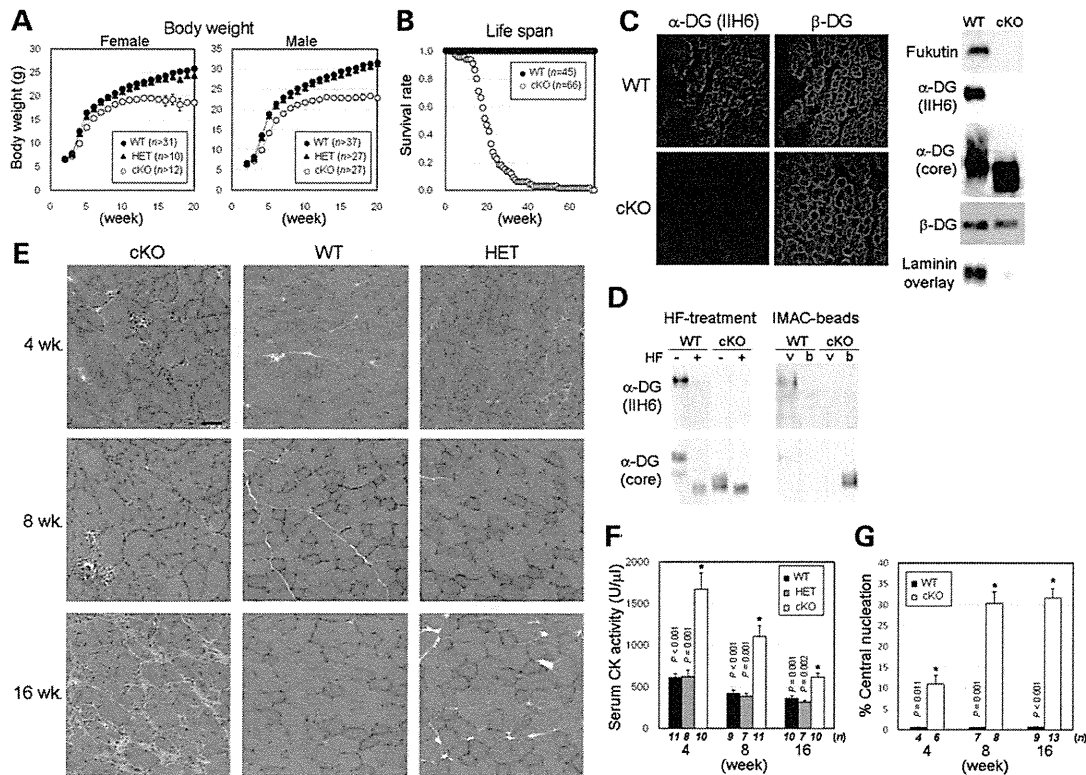 A
Body weight
Female
Male
Body weight (g)
30
25
20
15
10
5
0
WT (n>31)
HET (n>10)
cKO (n>12)
0 5 10 15 20
(week)
35
30
25
20
15
10
5
0
WT (n>37)
HET (n>27)
cKO (n>27)
0 5 10 15 20
(week)
B
Life span
Survival rate
1.0
0.8
0.6
0.4
0.2
0.0
WT (n=45)
cKO (n=66)
0 20 40 60
(week)
C
α-DG (IIH6)
β-DG
WT
cKO
WT cKO
Fukutin
α-DG
(IIH6)
α-DG
(core)
β-DG
Laminin
overlay
D
HF-treatment
IMAC-beads
WT cKO
WT cKO
HF - + - +
v b v b
α-DG
(IIH6)
α-DG
(core)
E
cKO
WT
HET
4 wk.
8 wk.
16 wk.
F
Serum CK activity (U/μl)
2000
1500
1000
500
0
WT
HET
cKO
P < 0.001
P = 0.001
*
P < 0.001
P = 0.001
*
P = 0.001
P = 0.002
*
11 8 10 9 7 11 10 7 10 (n)
4 8 16
(week)
G
% Central nucleation
40
35
30
25
20
15
10
5
0
WT
cKO
P = 0.011
*
P = 0.001
*
P < 0.001
*
4 6 7 8 9 13 (n)
4 8 16
(week)